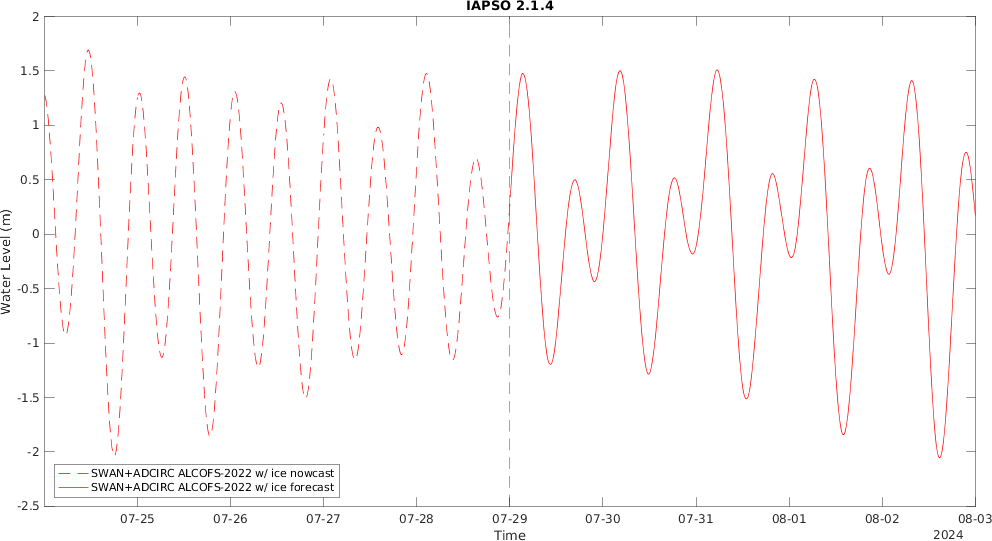 IAPSO 2.1.4
2
1.5
1
0.5
0
-0.5
-1
-1.5
-2
-2.5
Water Level (m)
SWAN+ADCIRC ALCOFS-2022 w/ ice nowcast
SWAN+ADCIRC ALCOFS-2022 w/ ice forecast
07-25 07-26 07-27 07-28 07-29 07-30 07-31 08-01 08-02 08-03
Time
2024